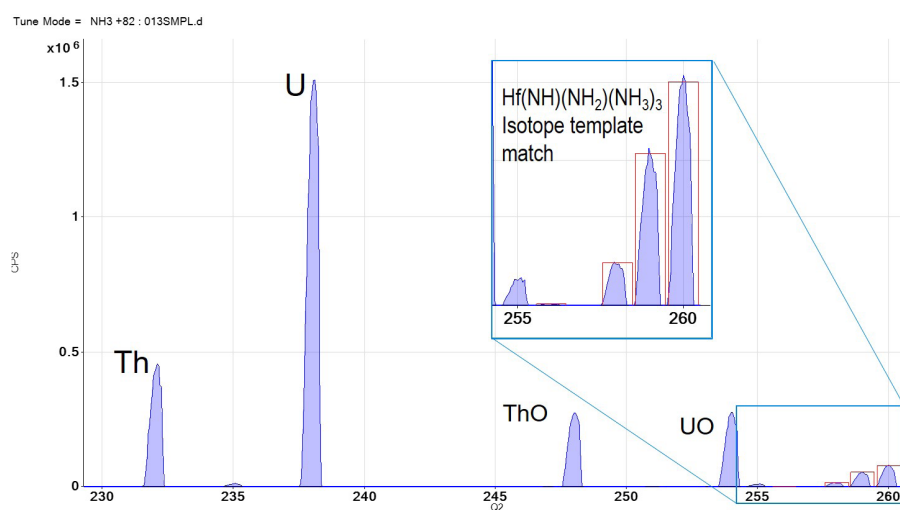 Tune Mode = NH3 +82 : 013SMPL.d
x10 6
1.5
1
0.5
0
CPS
U
Th
ThO
UO
Hf(NH)(NH2)(NH3)3
Isotope template
match
255 260
230 235 240 245 250 255 260
Q2